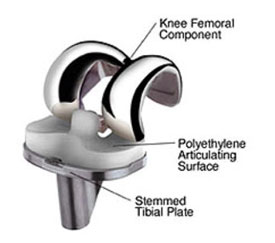 Knee Femoral
Component
Polyethylene
Articulating
Surface
Stemmed
Tibial Plate